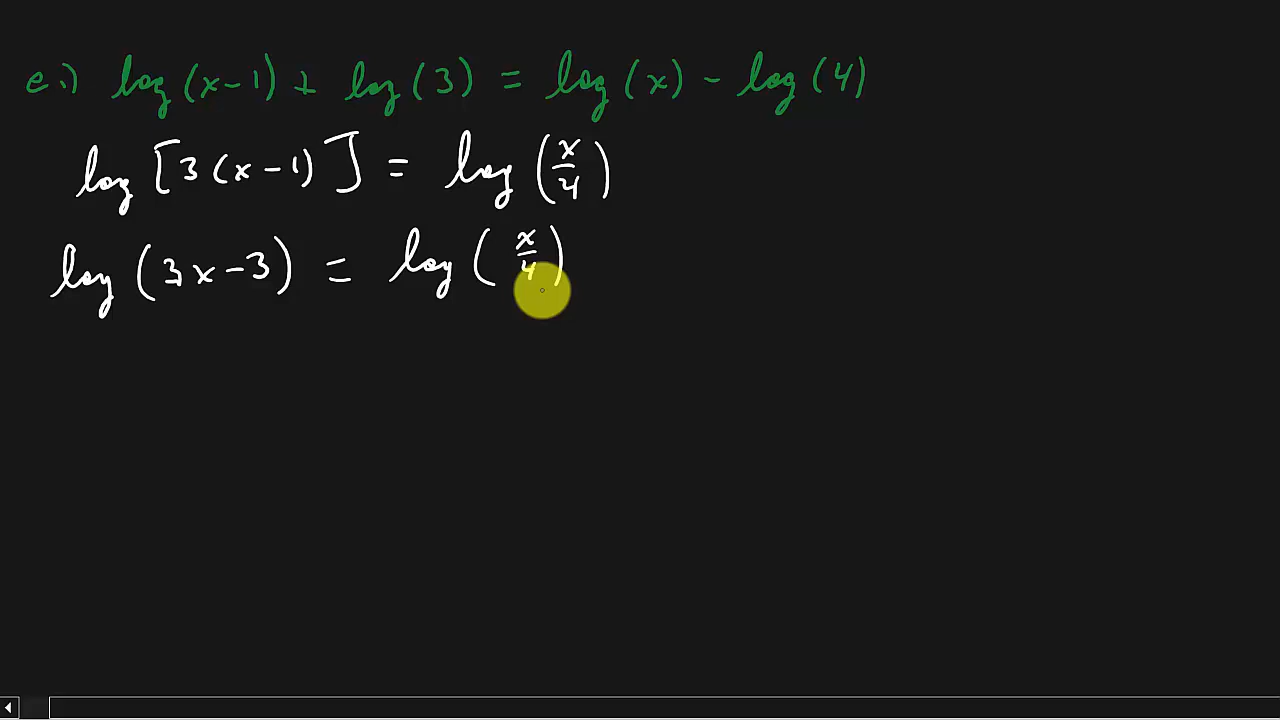 e.) log(x-1) + log(3) = log(x) - log(4)
log[3(x-1)] = log(x/4)
log(3x-3) = log(x/4)